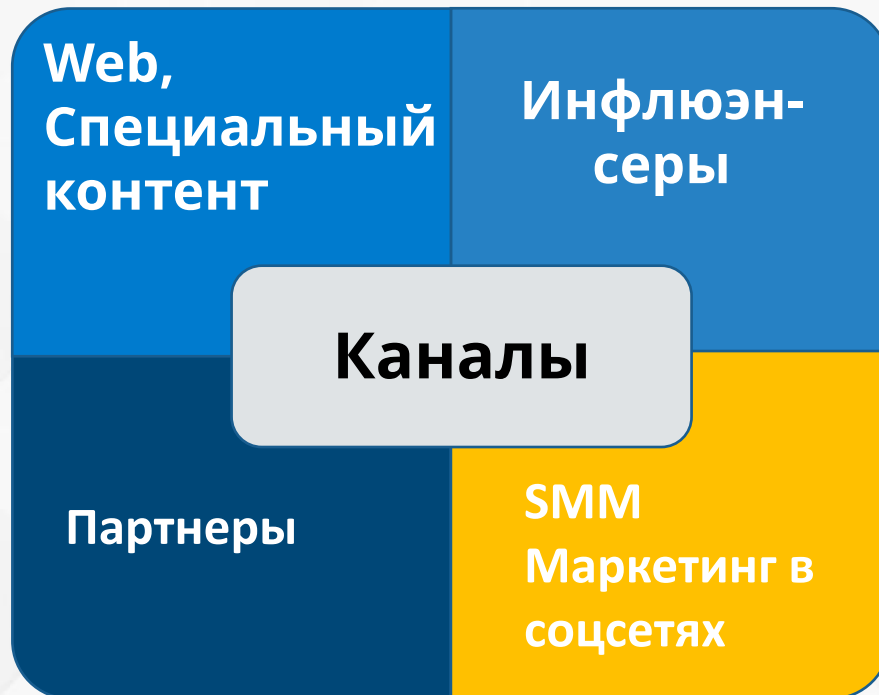 Web,
Специальный
контент
Инфлюэн-
серы
Каналы
Партнеры
SMM
Маркетинг в
соцсетях